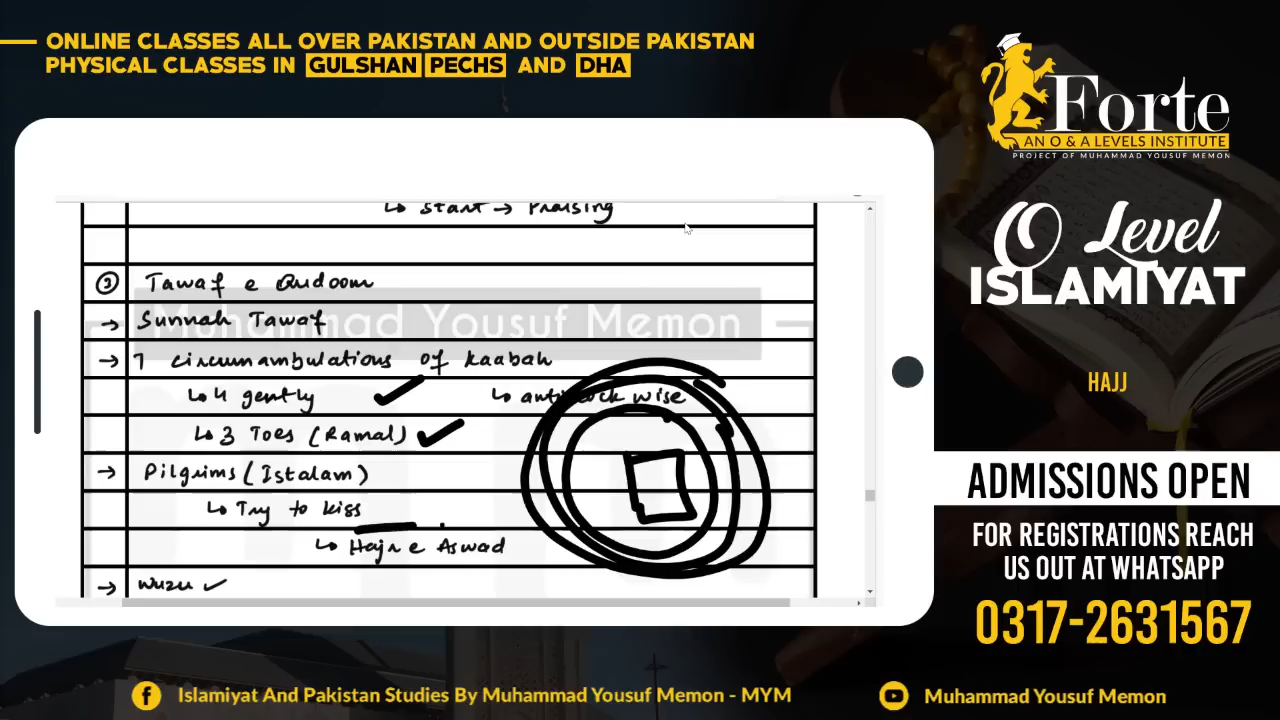 ONLINE CLASSES ALL OVER PAKISTAN AND OUTSIDE PAKISTAN
PHYSICAL CLASSES IN GULSHAN PECHS AND DHA
Forte
AN O & A LEVELS INSTITUTE
PROJECT OF MUHAMMAD YOUSUF MEMON
O Level
ISLAMIYAT
HAJJ
ADMISSIONS OPEN
FOR REGISTRATIONS REACH
US OUT AT WHATSAPP
0317-2631567
↳ Start → Praising
② Tawaf e Qudoom
→ Sunnah Tawaf
Muhammad Yousuf Memon
→ 7 circumambulations of Kaabah
↳ 4 gently ✓ ↳ anti clock wise
↳ 3 Toes (Ramal) ✓
→ Pilgrims (Istalam)
↳ Try to kiss
↳ Hajr e Aswad
→ Wuzu ✓
Islamiyat And Pakistan Studies By Muhammad Yousuf Memon - MYM
Muhammad Yousuf Memon